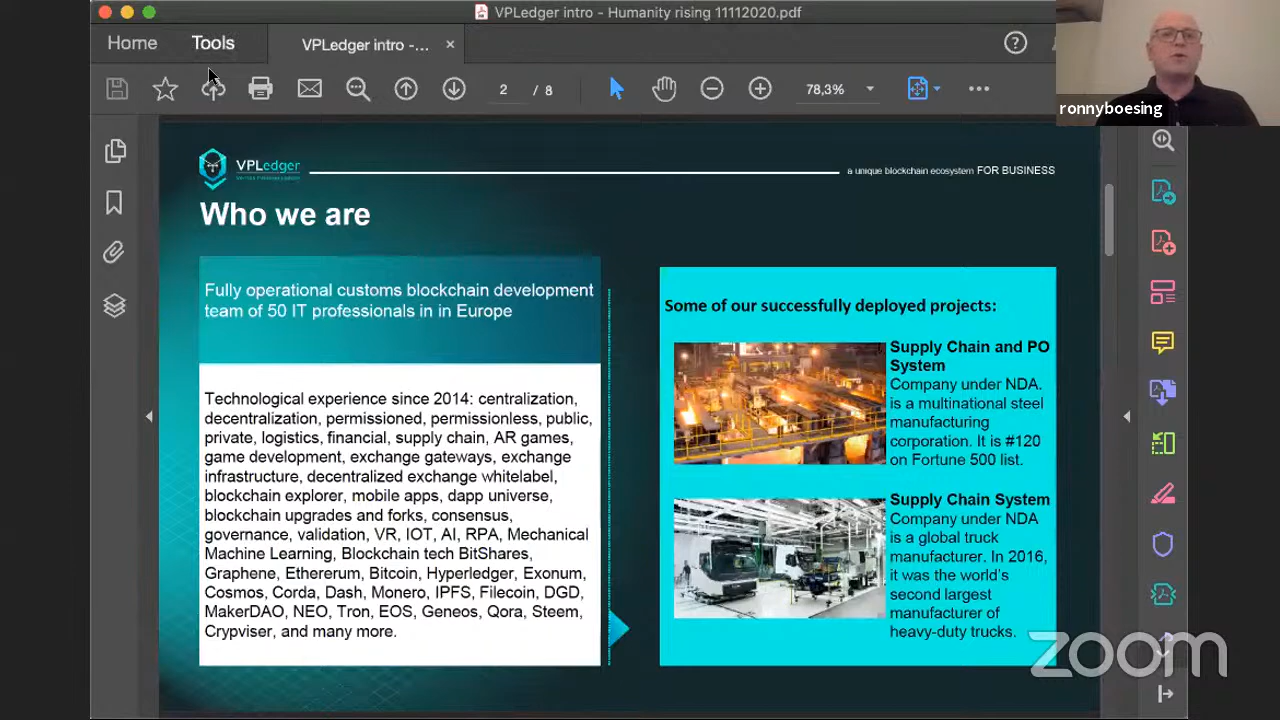 VPLedger intro - Humanity rising 11112020.pdf
Home
Tools
VPLedger intro -...
2 / 8
78,3%
ronnyboesing
VPLedger
a unique blockchain ecosystem FOR BUSINESS
Who we are
Fully operational customs blockchain development
team of 50 IT professionals in in Europe
Technological experience since 2014: centralization,
decentralization, permissioned, permissionless, public,
private, logistics, financial, supply chain, AR games,
game development, exchange gateways, exchange
infrastructure, decentralized exchange whitelabel,
blockchain explorer, mobile apps, dapp universe,
blockchain upgrades and forks, consensus,
governance, validation, VR, IOT, AI, RPA, Mechanical
Machine Learning, Blockchain tech BitShares,
Graphene, Ethererum, Bitcoin, Hyperledger, Exonum,
Cosmos, Corda, Dash, Monero, IPFS, Filecoin, DGD,
MakerDAO, NEO, Tron, EOS, Geneos, Qora, Steem,
Crypviser, and many more.
Some of our successfully deployed projects:
Supply Chain and PO
System
Company under NDA.
is a multinational steel
manufacturing
corporation. It is #120
on Fortune 500 list.
Supply Chain System
Company under NDA
is a global truck
manufacturer. In 2016,
it was the world's
second largest
manufacturer of
heavy-duty trucks.
zoom